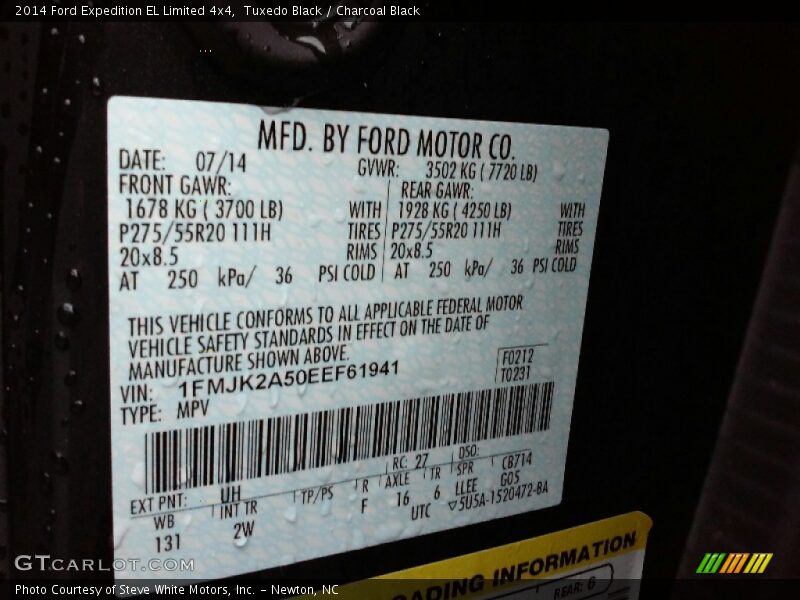 2014 Ford Expedition EL Limited 4x4, Tuxedo Black / Charcoal Black
MFD. BY FORD MOTOR CO.
DATE: 07/14 GVWR: 3502 KG ( 7720 LB)
FRONT GAWR: REAR GAWR:
1678 KG ( 3700 LB) WITH 1928 KG ( 4250 LB) WITH
P275/55R20 111H TIRES P275/55R20 111H TIRES
20x8.5 RIMS 20x8.5 RIMS
AT 250 kPa/ 36 PSI COLD AT 250 kPa/ 36 PSI COLD
THIS VEHICLE CONFORMS TO ALL APPLICABLE FEDERAL MOTOR
VEHICLE SAFETY STANDARDS IN EFFECT ON THE DATE OF
MANUFACTURE SHOWN ABOVE.
VIN: 1FMJK2A50EEF61941 F0212
TYPE: MPV T0231
EXT PNT: UH RC: 27 DSO:
WB INT TR TP/PS R AXLE TR SPR CB714
131 2W F 16 6 LLEE G05
UTC ▽5U5A-1520472-BA
LOADING INFORMATION
REAR: 6
GTCARLOT.COM
Photo Courtesy of Steve White Motors, Inc. – Newton, NC